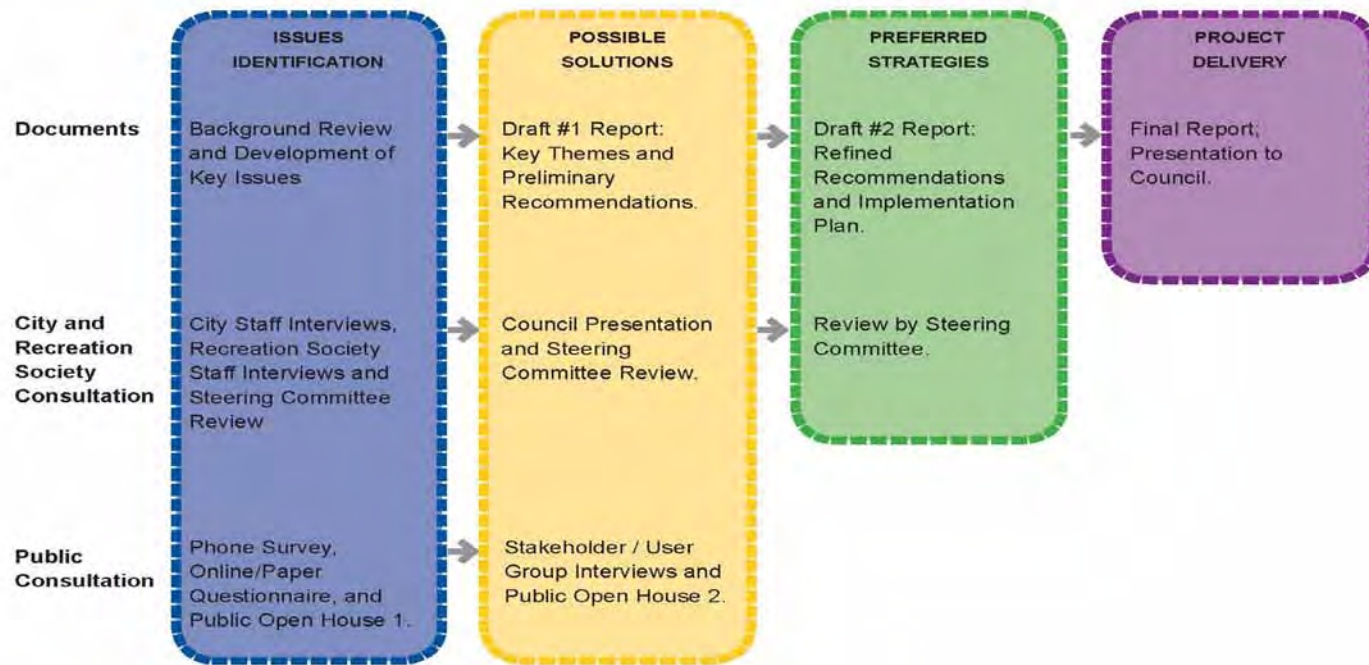 ISSUES
IDENTIFICATION
POSSIBLE
SOLUTIONS
PREFERRED
STRATEGIES
PROJECT
DELIVERY
Documents
Background Review
and Development of
Key Issues
Draft #1 Report:
Key Themes and
Preliminary
Recommendations.
Draft #2 Report:
Refined
Recommendations
and Implementation
Plan.
Final Report;
Presentation to
Council.
City and
Recreation
Society
Consultation
City Staff Interviews,
Recreation Society
Staff Interviews and
Steering Committee
Review
Council Presentation
and Steering
Committee Review.
Review by Steering
Committee.
Public
Consultation
Phone Survey,
Online/Paper
Questionnaire, and
Public Open House 1.
Stakeholder / User
Group Interviews and
Public Open House 2.